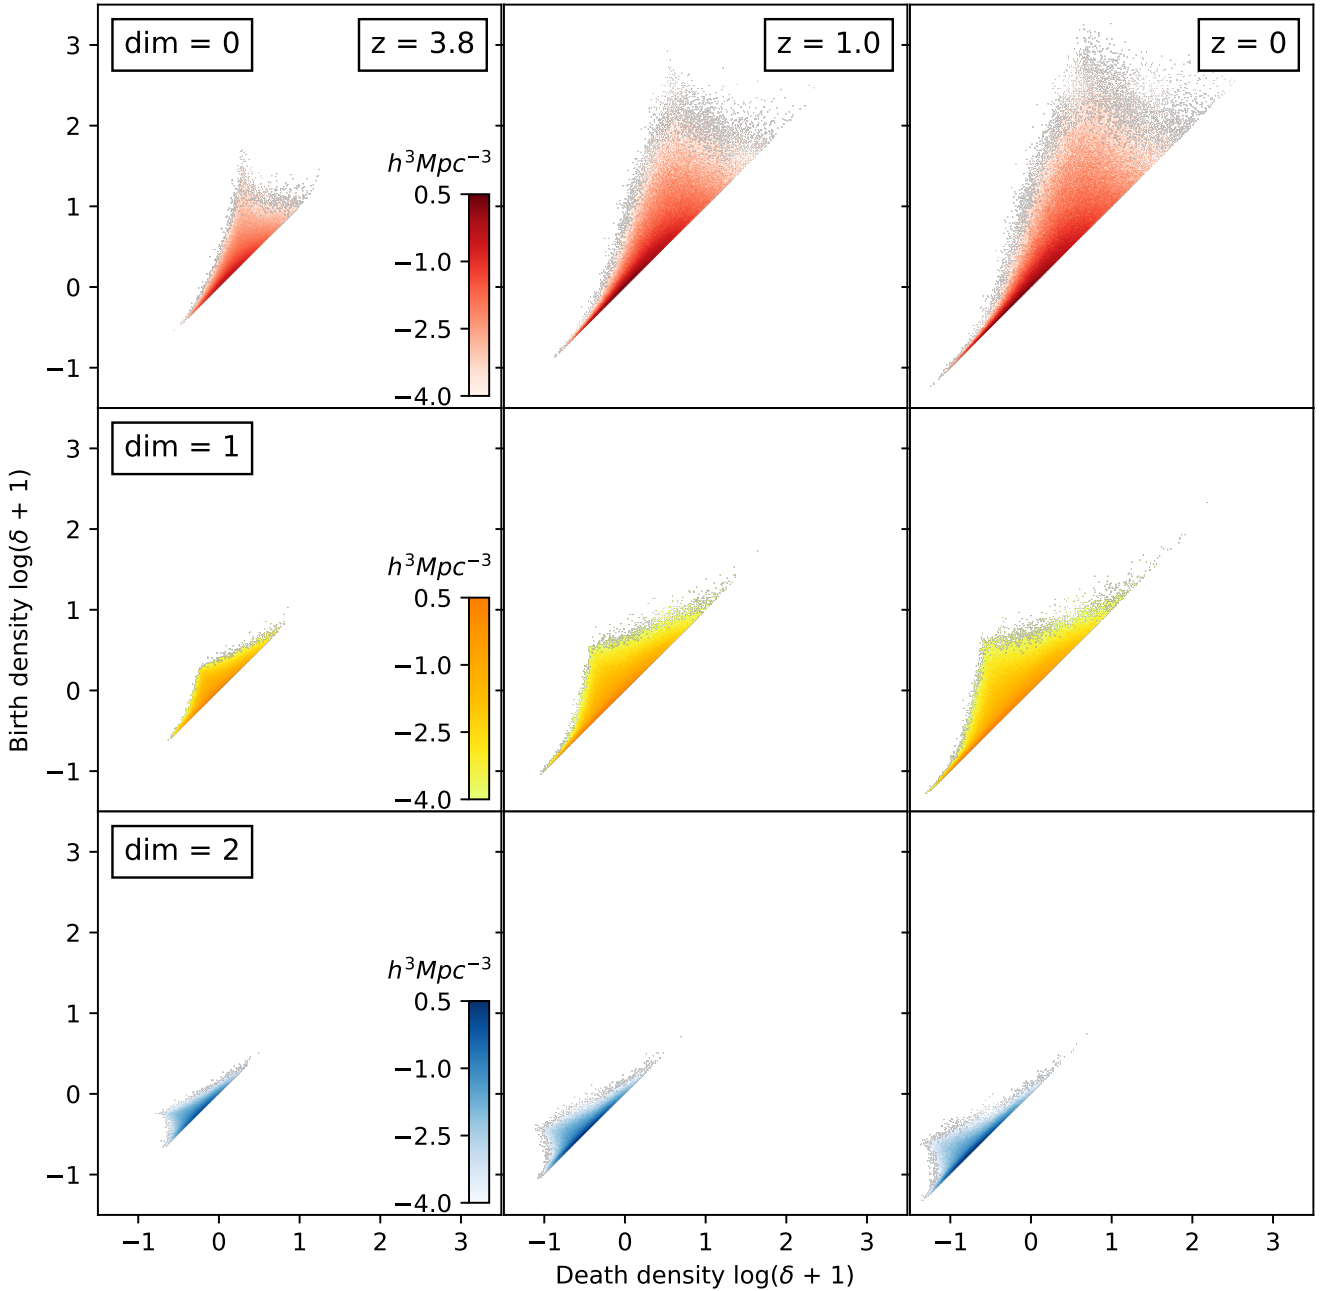 dim = 0
z = 3.8
z = 1.0
z = 0
3
2
1
0
−1
h³Mpc⁻³
0.5
−1.0
−2.5
−4.0
dim = 1
3
2
1
0
−1
h³Mpc⁻³
0.5
−1.0
−2.5
−4.0
Birth density log(δ + 1)
dim = 2
3
2
1
0
−1
h³Mpc⁻³
0.5
−1.0
−2.5
−4.0
−1 0 1 2 3
−1 0 1 2 3
−1 0 1 2 3
Death density log(δ + 1)